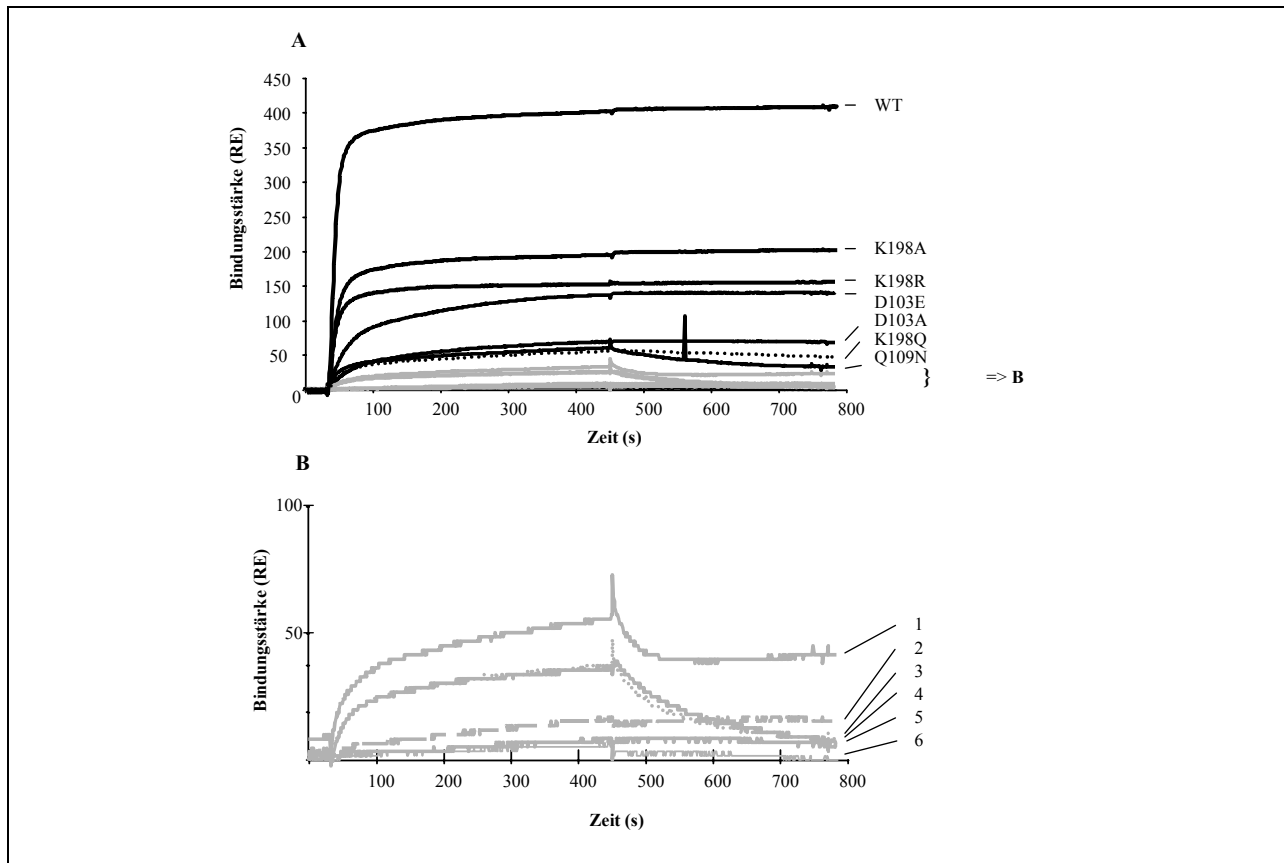 A
Bindungsstärke (RE)
450
400
350
300
250
200
150
100
50
0
WT
K198A
K198R
D103E
D103A
K198Q
Q109N
} => B
100 200 300 400 500 600 700 800
Zeit (s)
B
Bindungsstärke (RE)
100
50
1
2
3
4
5
6
100 200 300 400 500 600 700 800
Zeit (s)